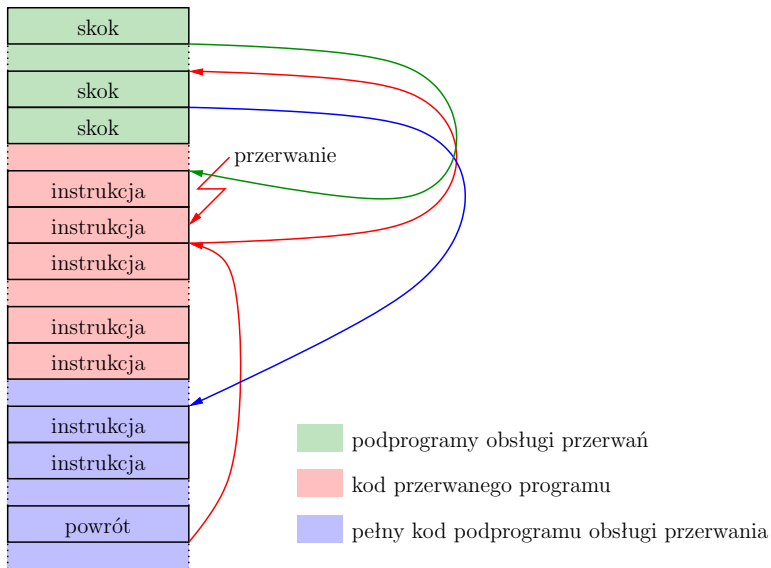 skok
skok
skok
przerwanie
instrukcja
instrukcja
instrukcja
instrukcja
instrukcja
instrukcja
instrukcja
powrót
podprogramy obsługi przerwań
kod przerwanego programu
pełny kod podprogramu obsługi przerwania